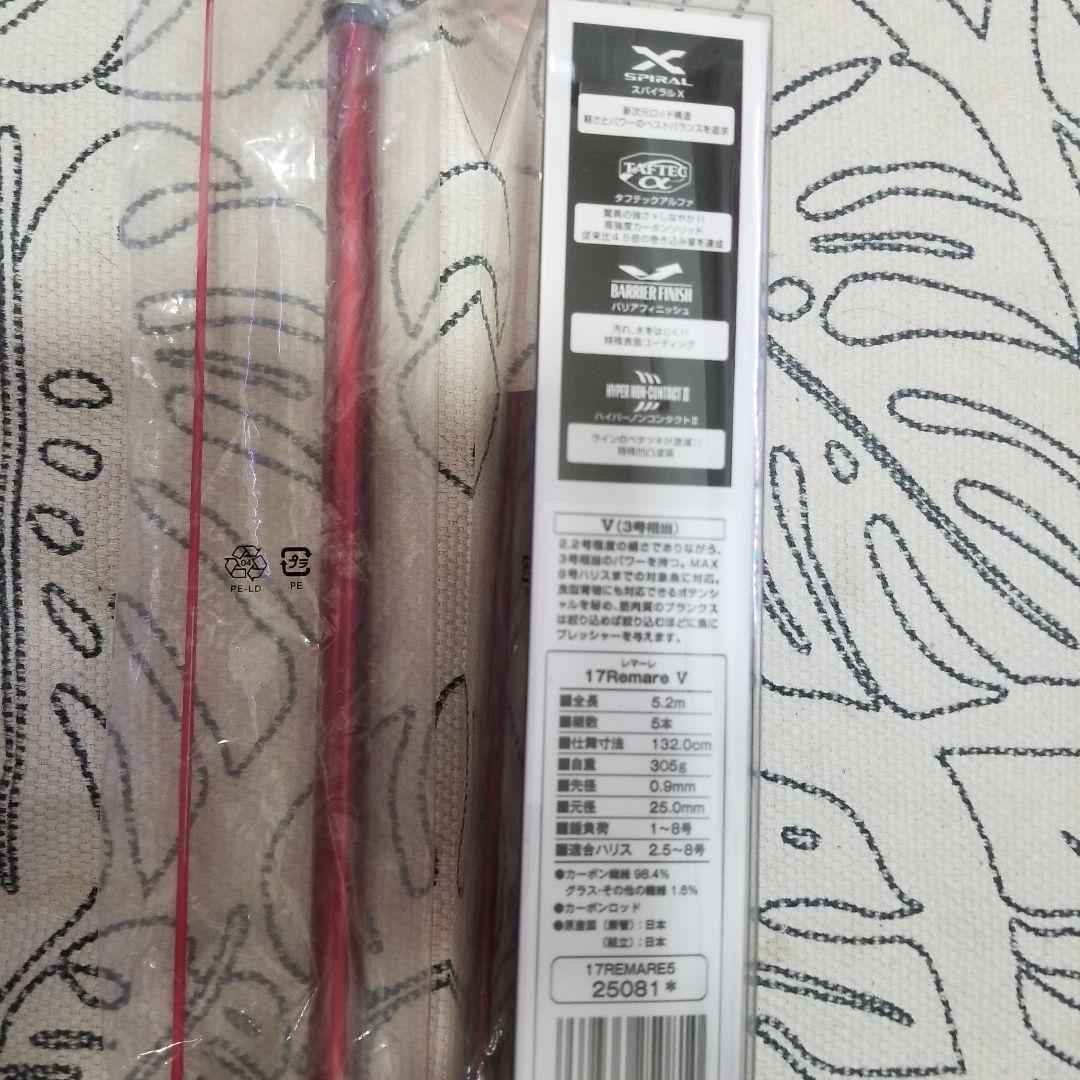 X
SPIRAL
スパイラルX
新次元ロッド構造
軽さとパワーのベストバランスを追求
TAFTEC
α
タフテックアルファ
驚異の強さ×しなやか!!
高強度カーボンソリッド
従来比4.5倍の巻き込み量を達成
BARRIER FINISH
バリアフィニッシュ
汚れ、水をはじく!!
特殊表面コーティング
HYPER NON-CONTACT II
ハイパーノンコンタクトII
ラインのベタツキが激減!!
特殊凹凸塗装
V(3号相当)
2.2号程度の細さでありながら、
3号相当のパワーを持つ。MAX
8号ハリスまでの対象魚に対応。
良型青物にも対応できるポテン
シャルを秘め、筋肉質のブランクス
は絞り込めば絞り込むほどに魚に
プレッシャーを与えます。
レマーレ
17Remare V
■全長 5.2m
■継数 5本
■仕舞寸法 132.0cm
■自重 305g
■先径 0.9mm
■元径 25.0mm
■錘負荷 1~8号
■適合ハリス 2.5~8号
●カーボン繊維 98.4%
グラス・その他の繊維 1.6%
●カーボンロッド
●原産国(素管):日本
(組立):日本
17REMARE5
25081*
04
PE-LD
プラ
PE